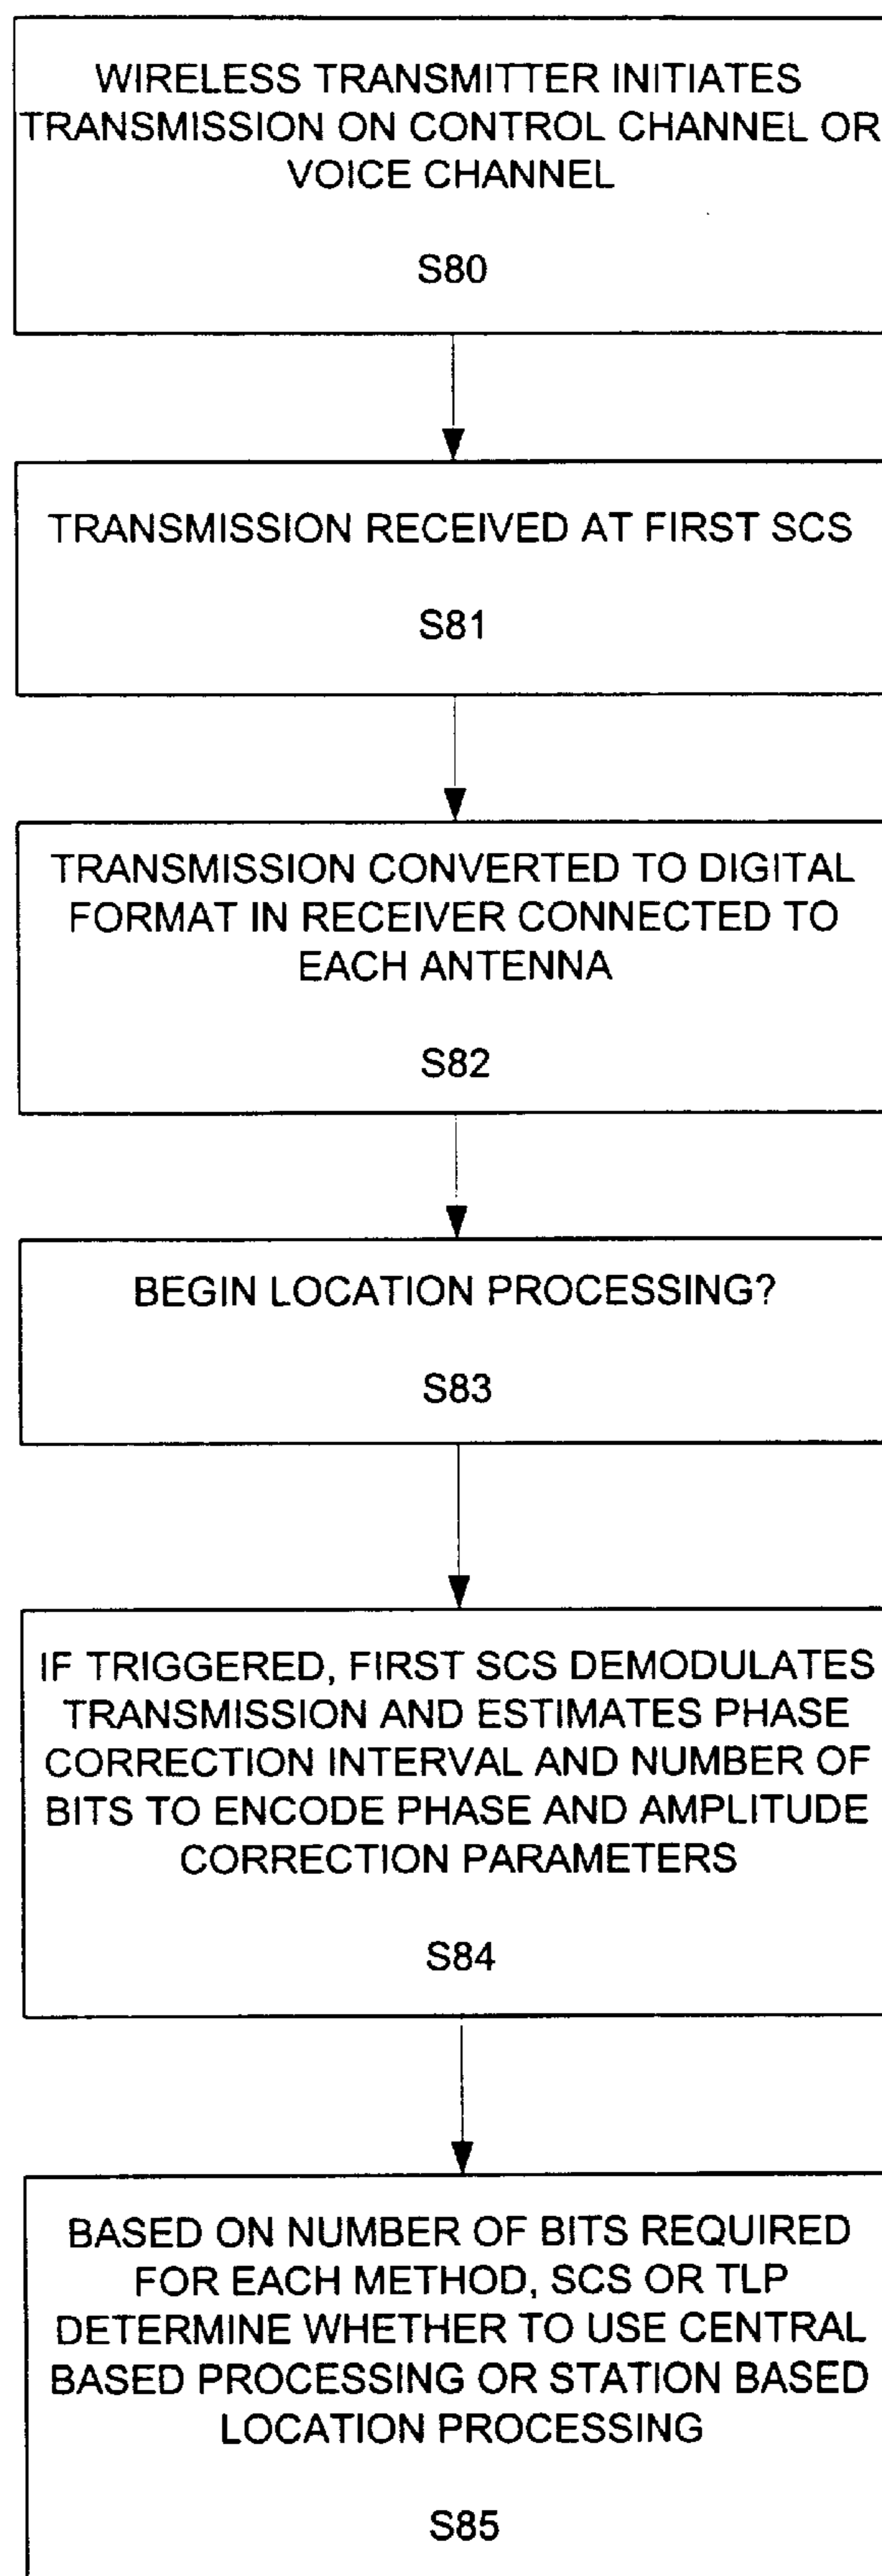 WIRELESS TRANSMITTER INITIATES
TRANSMISSION ON CONTROL CHANNEL OR
VOICE CHANNEL
S80
TRANSMISSION RECEIVED AT FIRST SCS
S81
TRANSMISSION CONVERTED TO DIGITAL
FORMAT IN RECEIVER CONNECTED TO
EACH ANTENNA
S82
BEGIN LOCATION PROCESSING?
S83
IF TRIGGERED, FIRST SCS DEMODULATES
TRANSMISSION AND ESTIMATES PHASE
CORRECTION INTERVAL AND NUMBER OF
BITS TO ENCODE PHASE AND AMPLITUDE
CORRECTION PARAMETERS
S84
BASED ON NUMBER OF BITS REQUIRED
FOR EACH METHOD, SCS OR TLP
DETERMINE WHETHER TO USE CENTRAL
BASED PROCESSING OR STATION BASED
LOCATION PROCESSING
S85